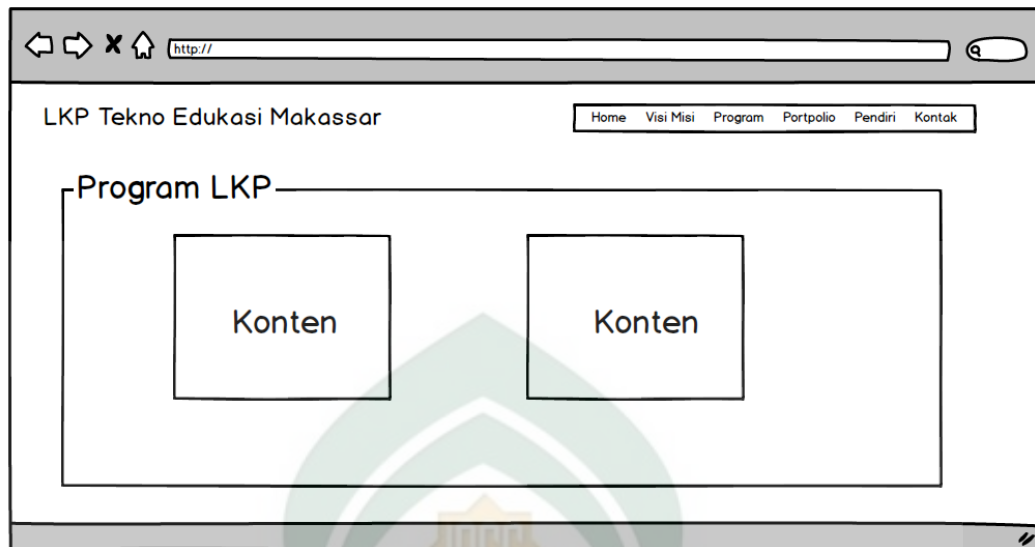 http://
LKP Tekno Edukasi Makassar
Home Visi Misi Program Portpolio Pendiri Kontak
Program LKP
Konten Konten